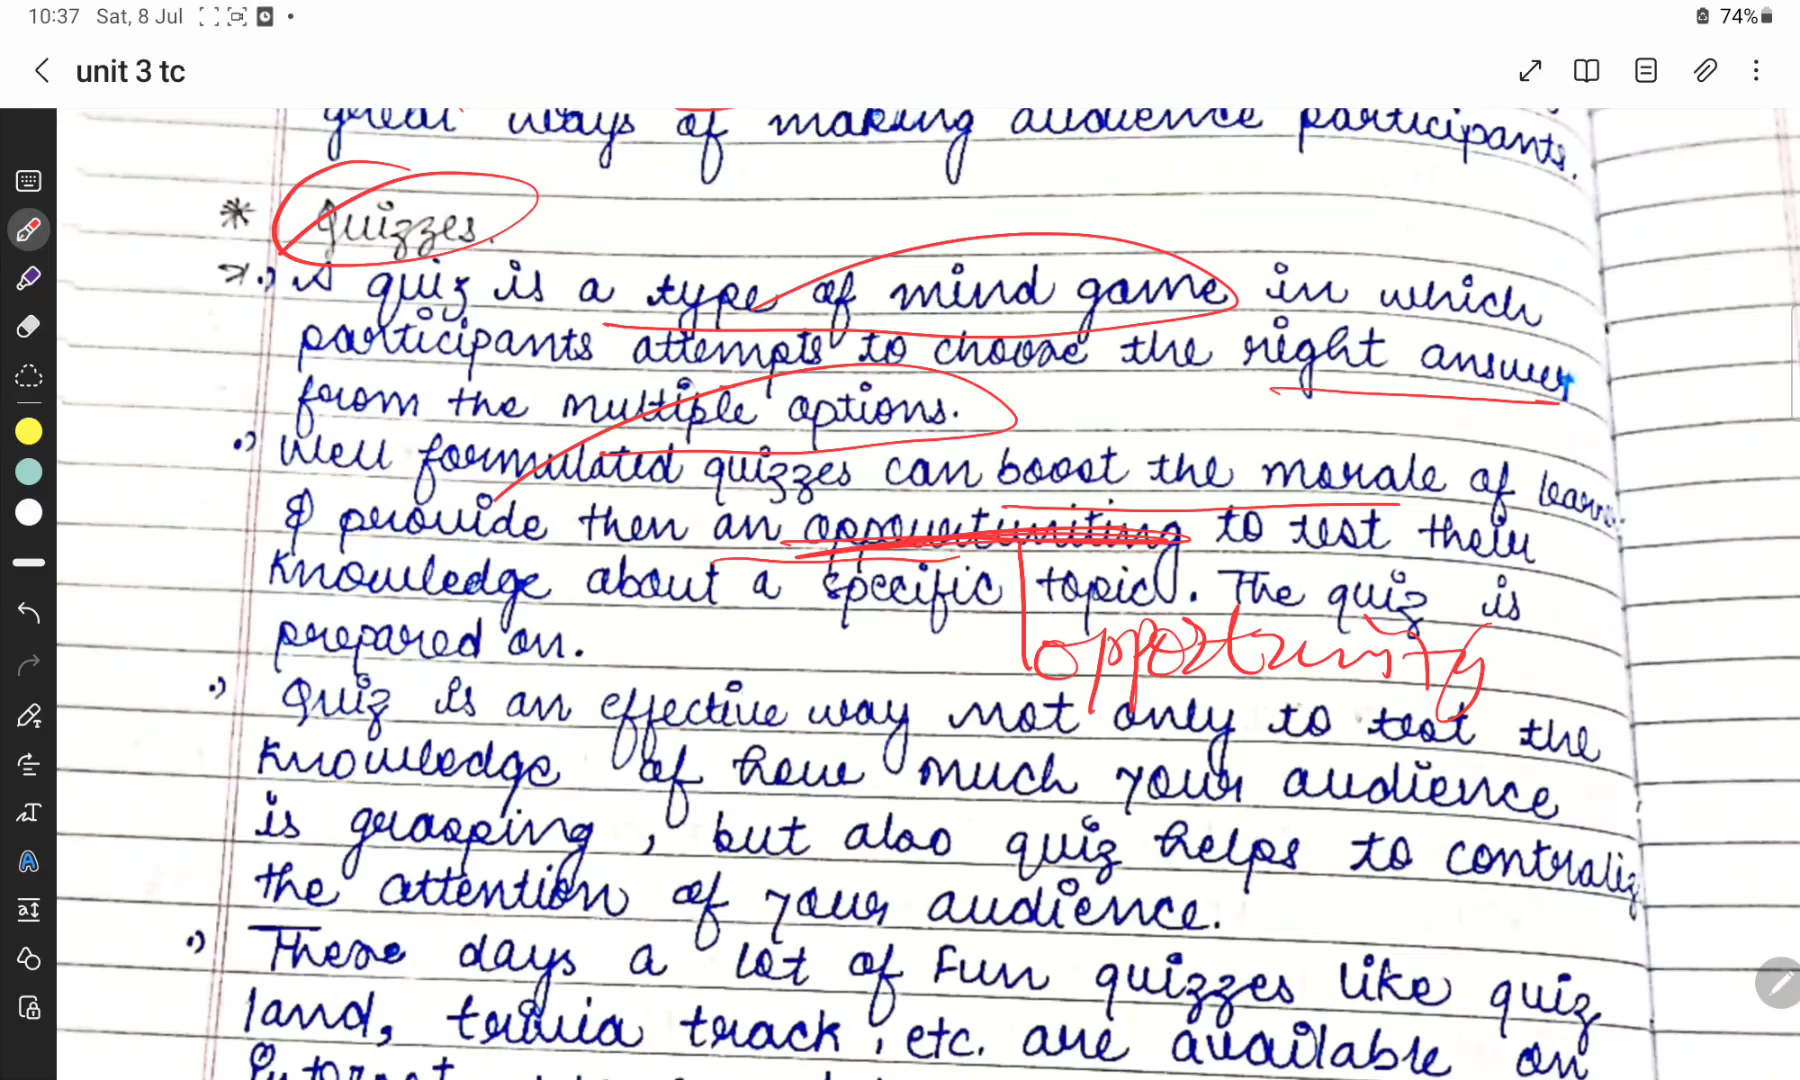 10:37 Sat, 8 Jul
74%
unit 3 tc
great ways of making audience participants.
* Quizzes.
A quiz is a type of mind game in which
participants attempts to choose the right answer
from the multiple options.
Well formulated quizzes can boost the morale of
& provide then an opportuniting to test their
knowledge about a specific topic. The quiz is
opportunity
prepared on.
Quiz is an effective way not only to test the
knowledge of how much your audience
is grasping, but also quiz helps to contraliz
the attention of your audience.
These days a lot of fun quizzes like quiz
land, trivia track, etc. are available on